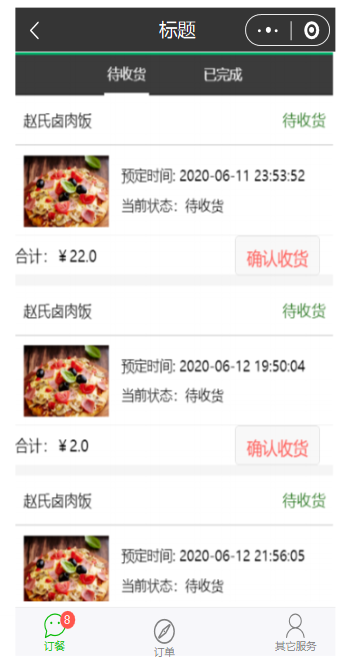 标题
待收货 已完成
赵氏卤肉饭 待收货
预定时间: 2020-06-11 23:53:52
当前状态: 待收货
合计: ￥22.0 确认收货
赵氏卤肉饭 待收货
预定时间: 2020-06-12 19:50:04
当前状态: 待收货
合计: ￥2.0 确认收货
赵氏卤肉饭 待收货
预定时间: 2020-06-12 21:56:05
当前状态: 待收货
8
订餐 订单 其它服务